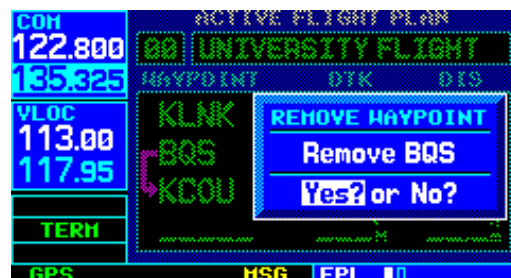 COM
122.800
135.325
VLOC
113.00
117.95
TERM
GPS
ACTIVE FLIGHT PLAN
00 UNIVERSITY FLIGHT
WAYPOINT DTK DIS
KLNK
BQS
KCOU
REMOVE WAYPOINT
Remove BQS
Yes? or No?
MSG
FPL